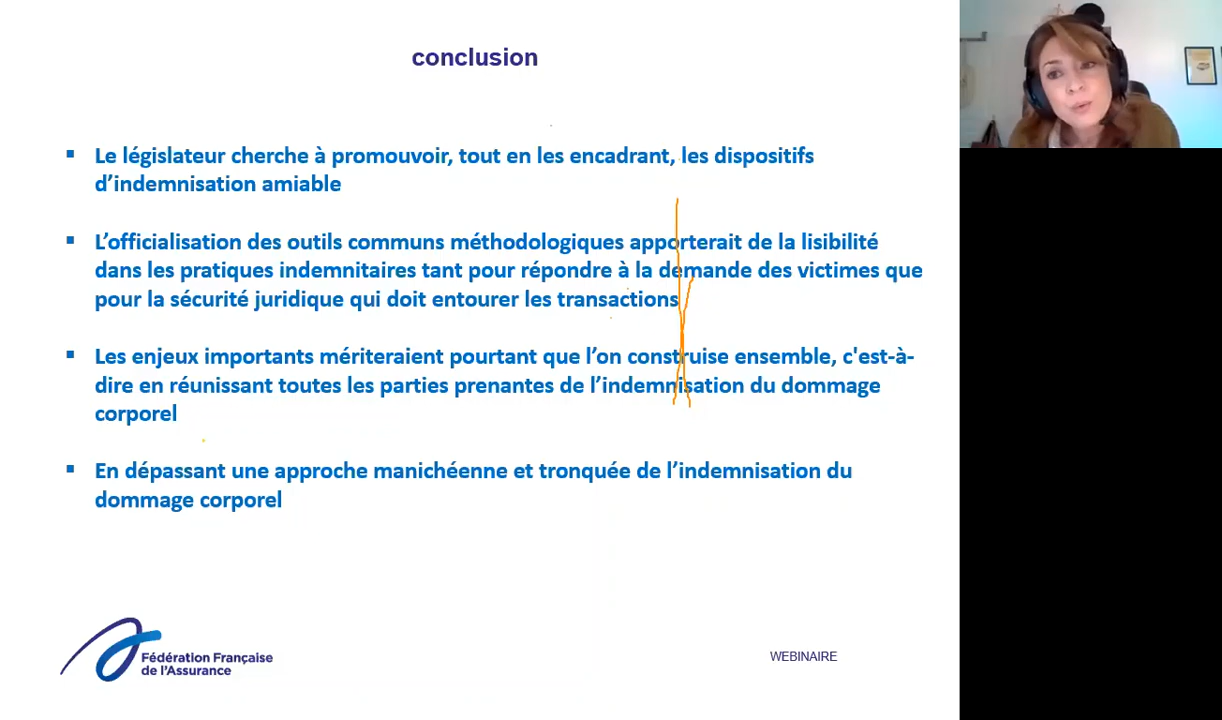 conclusion
Le législateur cherche à promouvoir, tout en les encadrant, les dispositifs
d’indemnisation amiable
L’officialisation des outils communs méthodologiques apporterait de la lisibilité
dans les pratiques indemnitaires tant pour répondre à la demande des victimes que
pour la sécurité juridique qui doit entourer les transactions
Les enjeux importants mériteraient pourtant que l’on construise ensemble, c'est-à-
dire en réunissant toutes les parties prenantes de l’indemnisation du dommage
corporel
En dépassant une approche manichéenne et tronquée de l’indemnisation du
dommage corporel
Fédération Française
de l’Assurance
WEBINAIRE